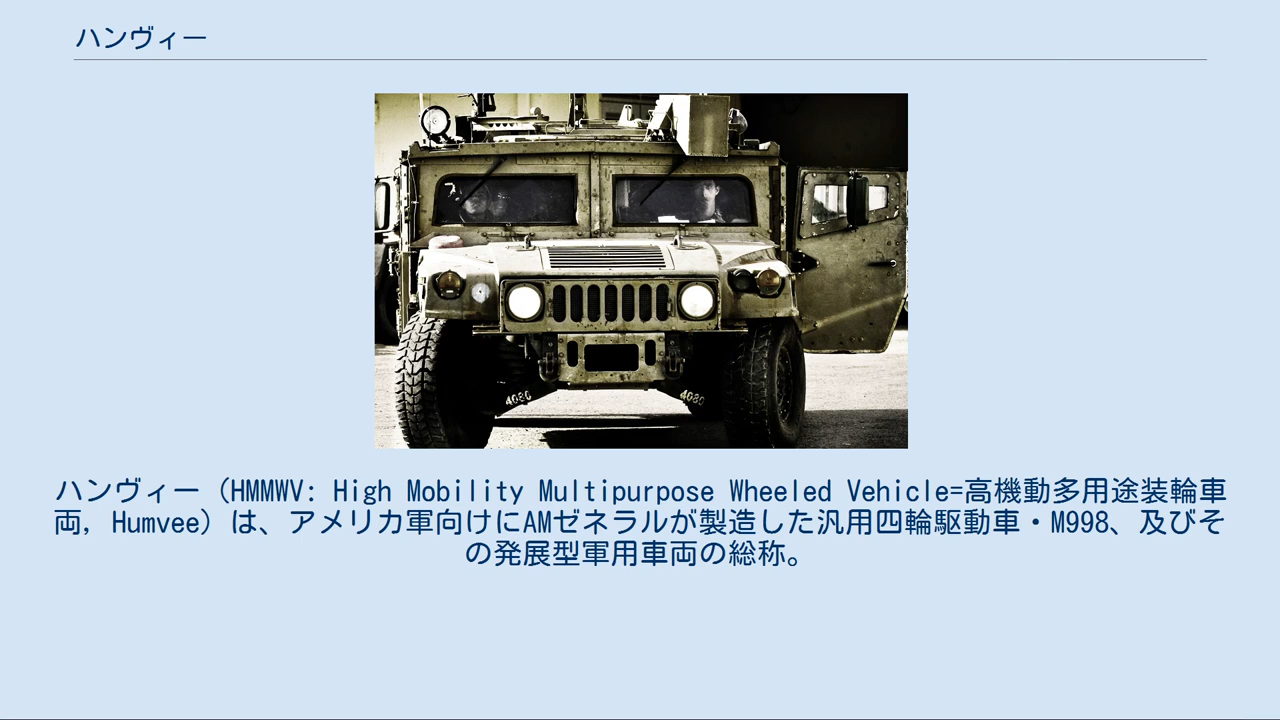 ハンヴィー
4080
4080
ハンヴィー（HMMWV: High Mobility Multipurpose Wheeled Vehicle=高機動多用途装輪車
両, Humvee）は、アメリカ軍向けにAMゼネラルが製造した汎用四輪駆動車・M998、及びそ
の発展型軍用車両の総称。